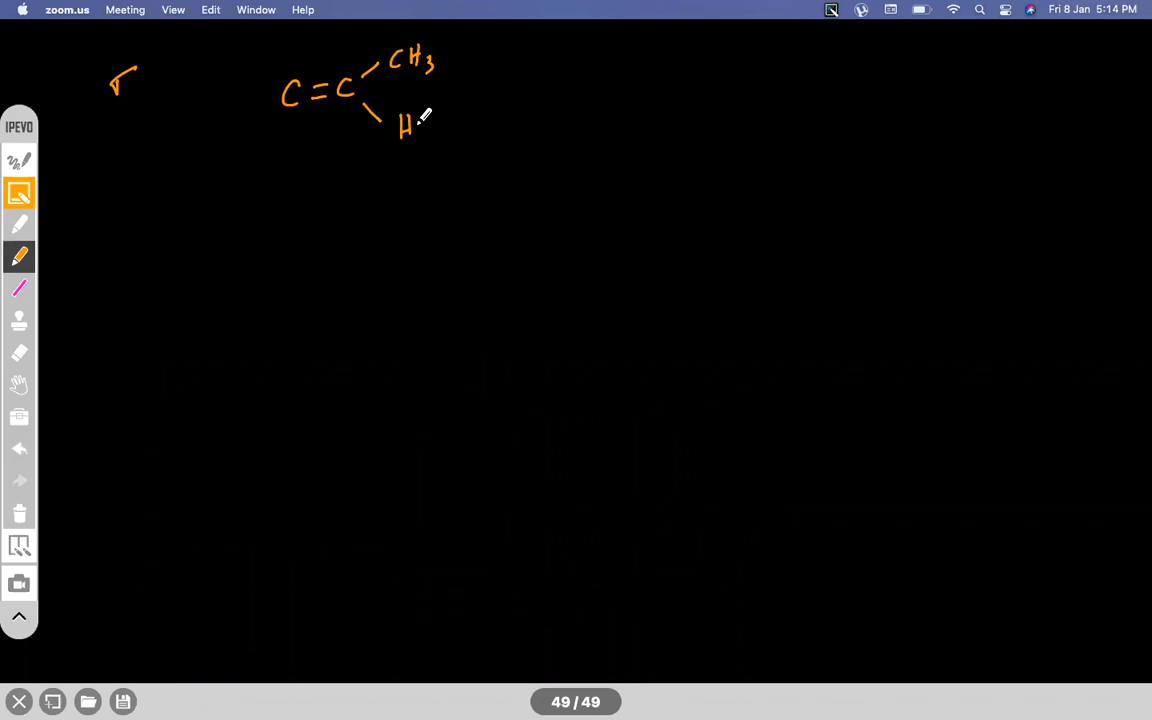 zoom.us Meeting View Edit Window Help Fri 8 Jan 5:14 PM
CH3
C=C
H
IPEVO
49/49